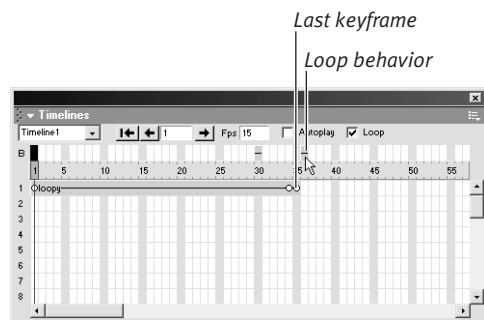 Last keyframe
Loop behavior
Timelines
Timeline1 1 Fps 15 Autoplay Loop
B
1 5 10 15 20 25 30 35 40 45 50 55
1 loopy
2
3
4
5
6
7
8